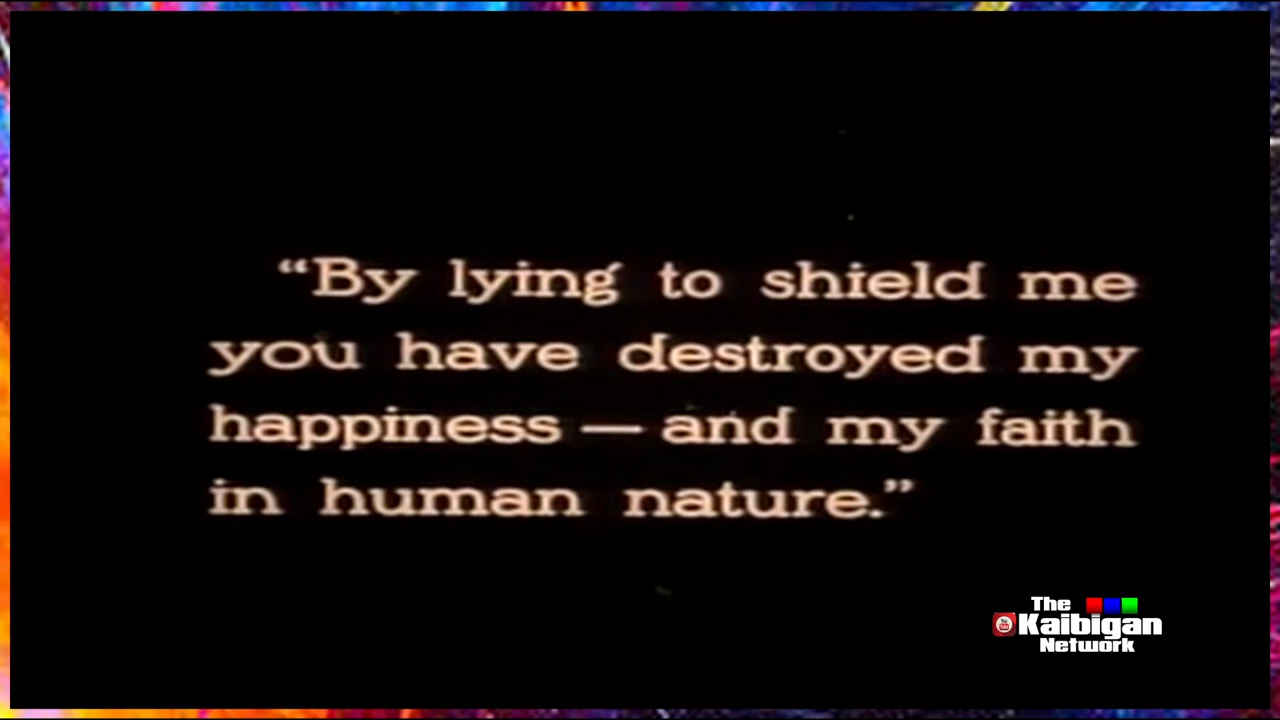 “By lying to shield me
you have destroyed my
happiness — and my faith
in human nature.”
The
Kaibigan
Network